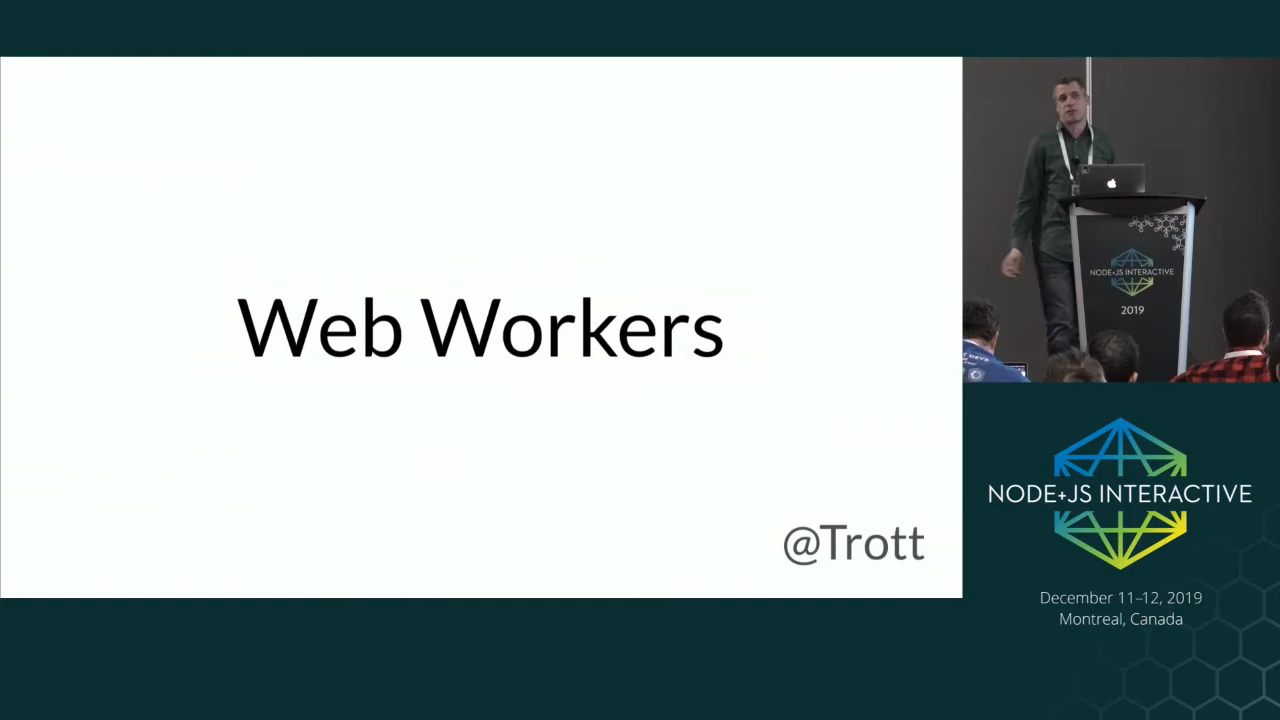 Web Workers
@Trott
NODE+JS INTERACTIVE
2019
NODE+JS INTERACTIVE
December 11–12, 2019
Montreal, Canada